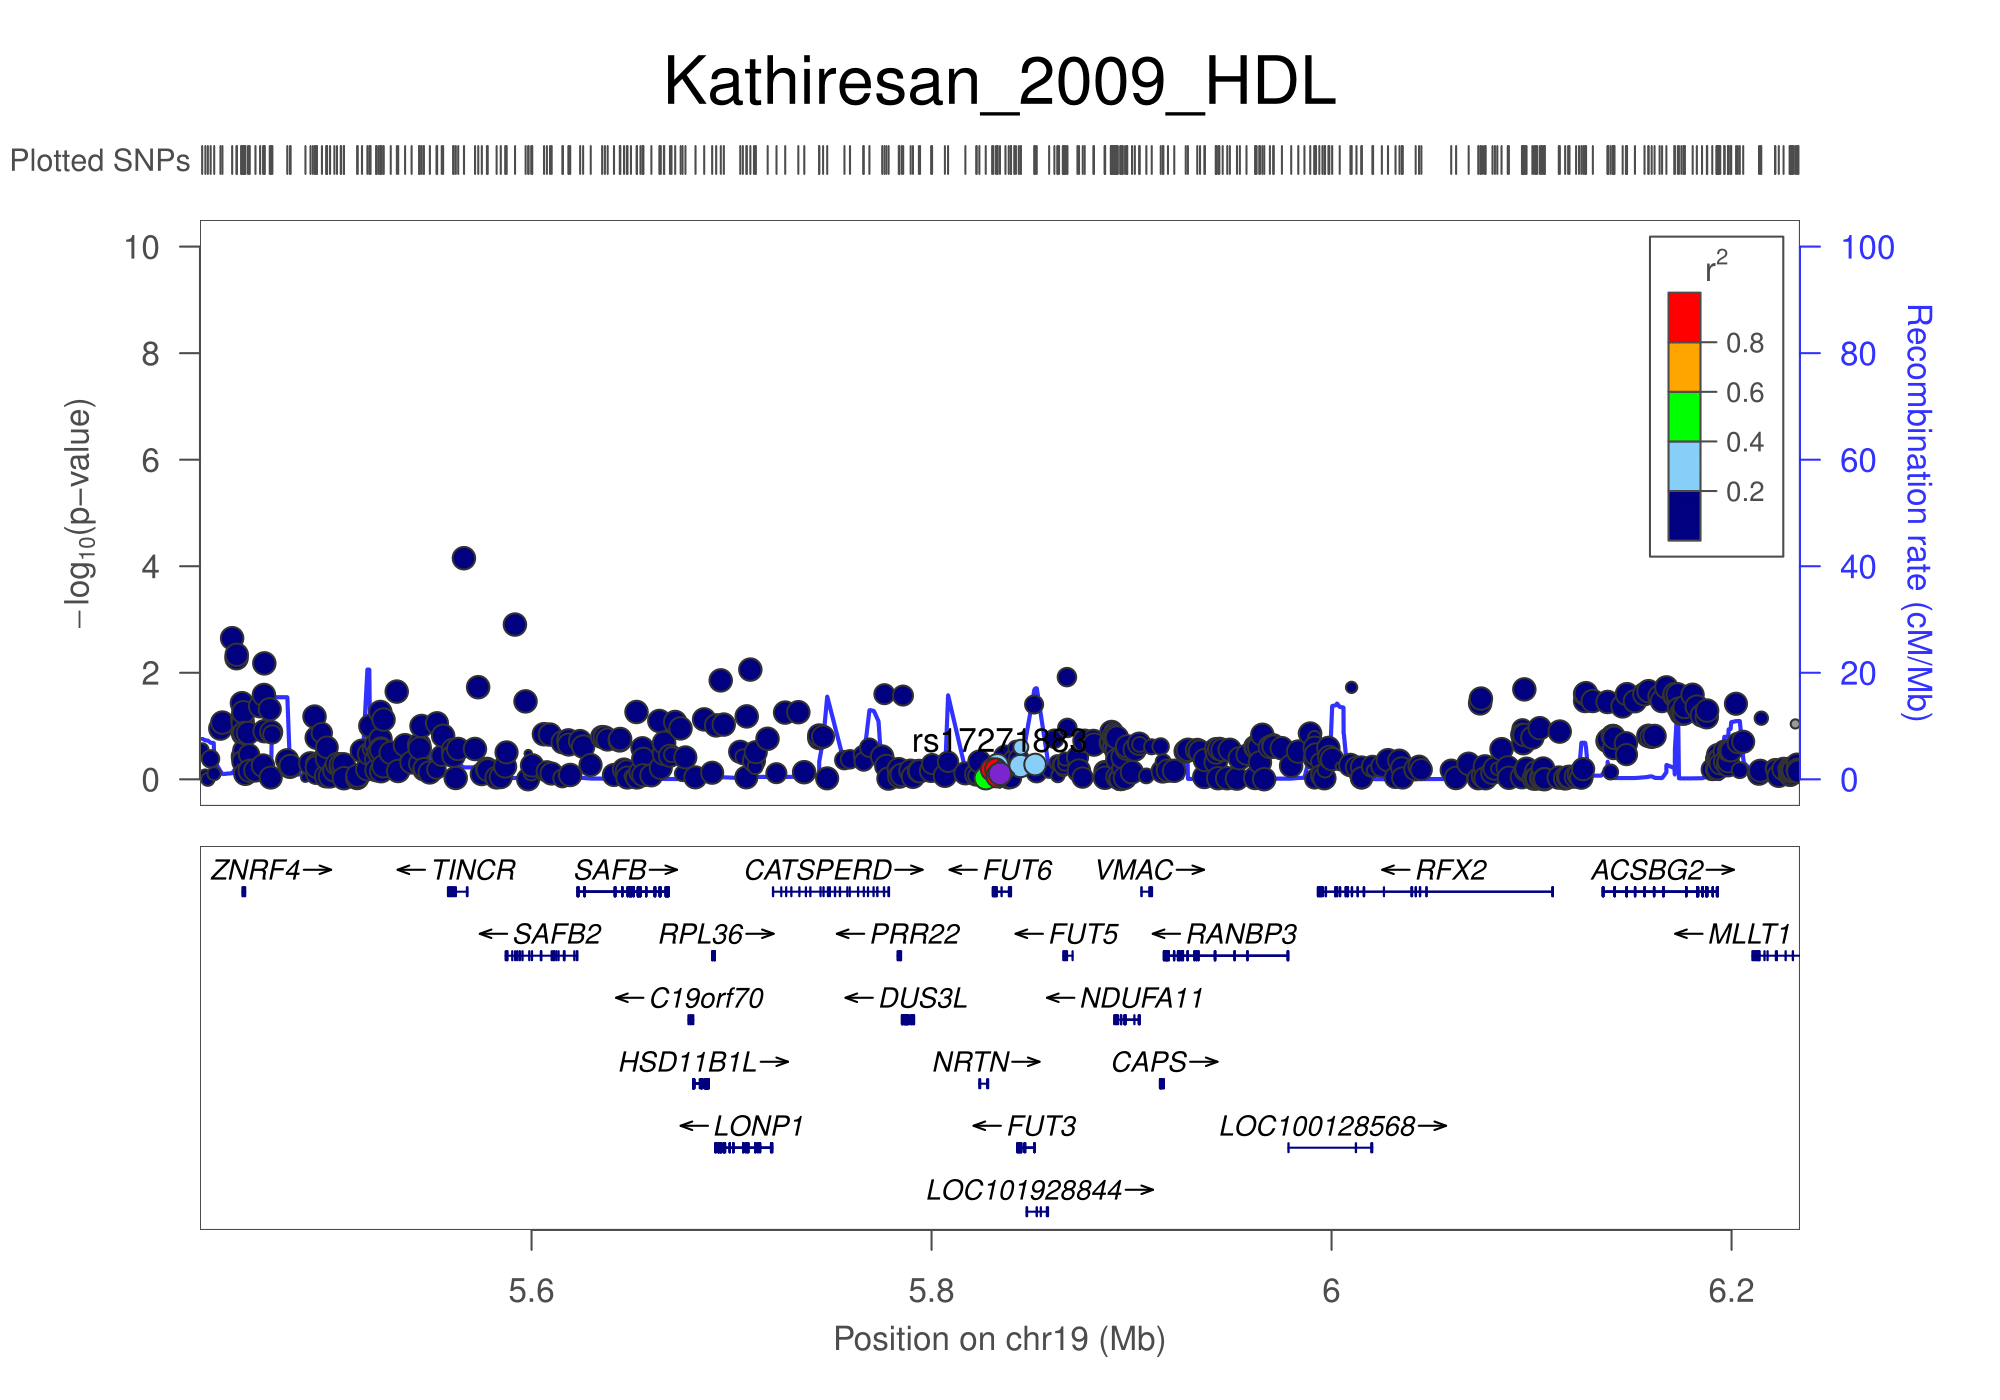 Kathiresan_2009_HDL
Plotted SNPs
10
8
6
4
2
0
−log10(p−value)
100
80
60
40
20
0
Recombination rate (cM/Mb)
r2
0.8
0.6
0.4
0.2
rs17271883
ZNRF4→ ←TINCR SAFB→ CATSPERD→ ←FUT6 VMAC→ ←RFX2 ACSBG2→
←SAFB2 RPL36→ ←PRR22 ←FUT5 ←RANBP3 ←MLLT1
←C19orf70 ←DUS3L ←NDUFA11
HSD11B1L→ NRTN→ CAPS→
←LONP1 ←FUT3 LOC100128568→
LOC101928844→
5.6 5.8 6 6.2
Position on chr19 (Mb)